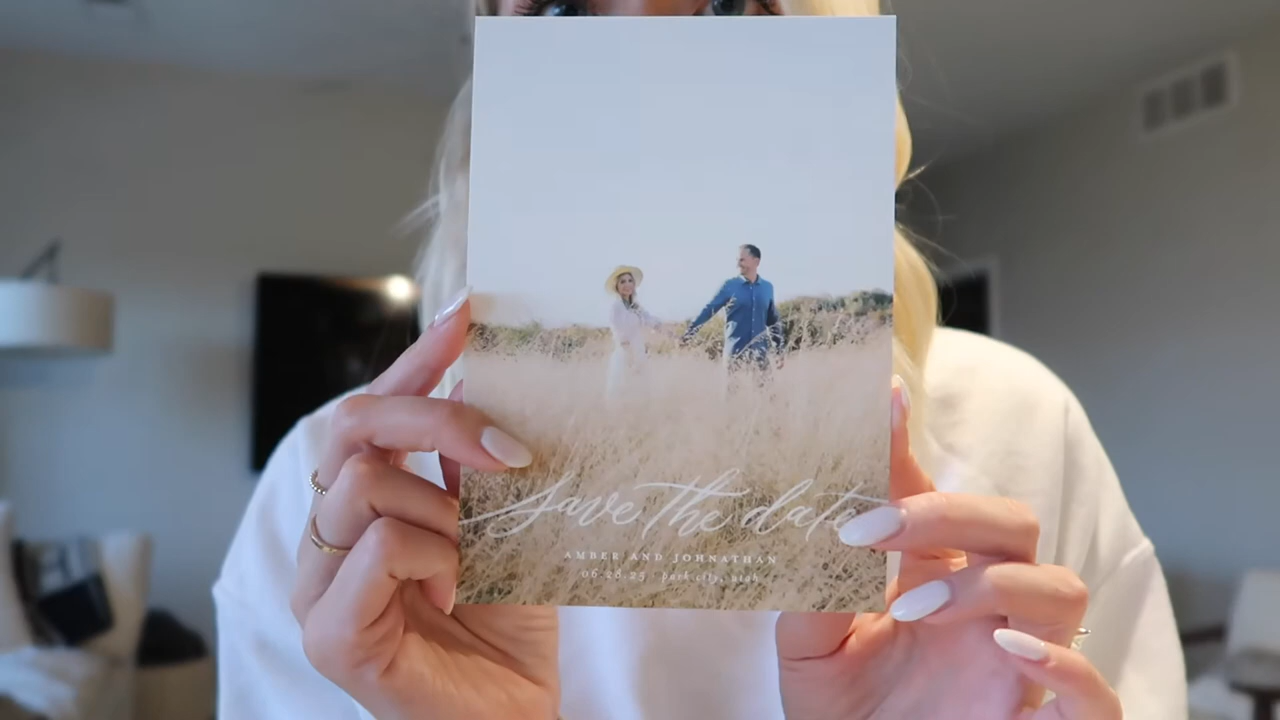 save the date
AMBER AND JOHNATHAN
06.28.25 | park city, utah